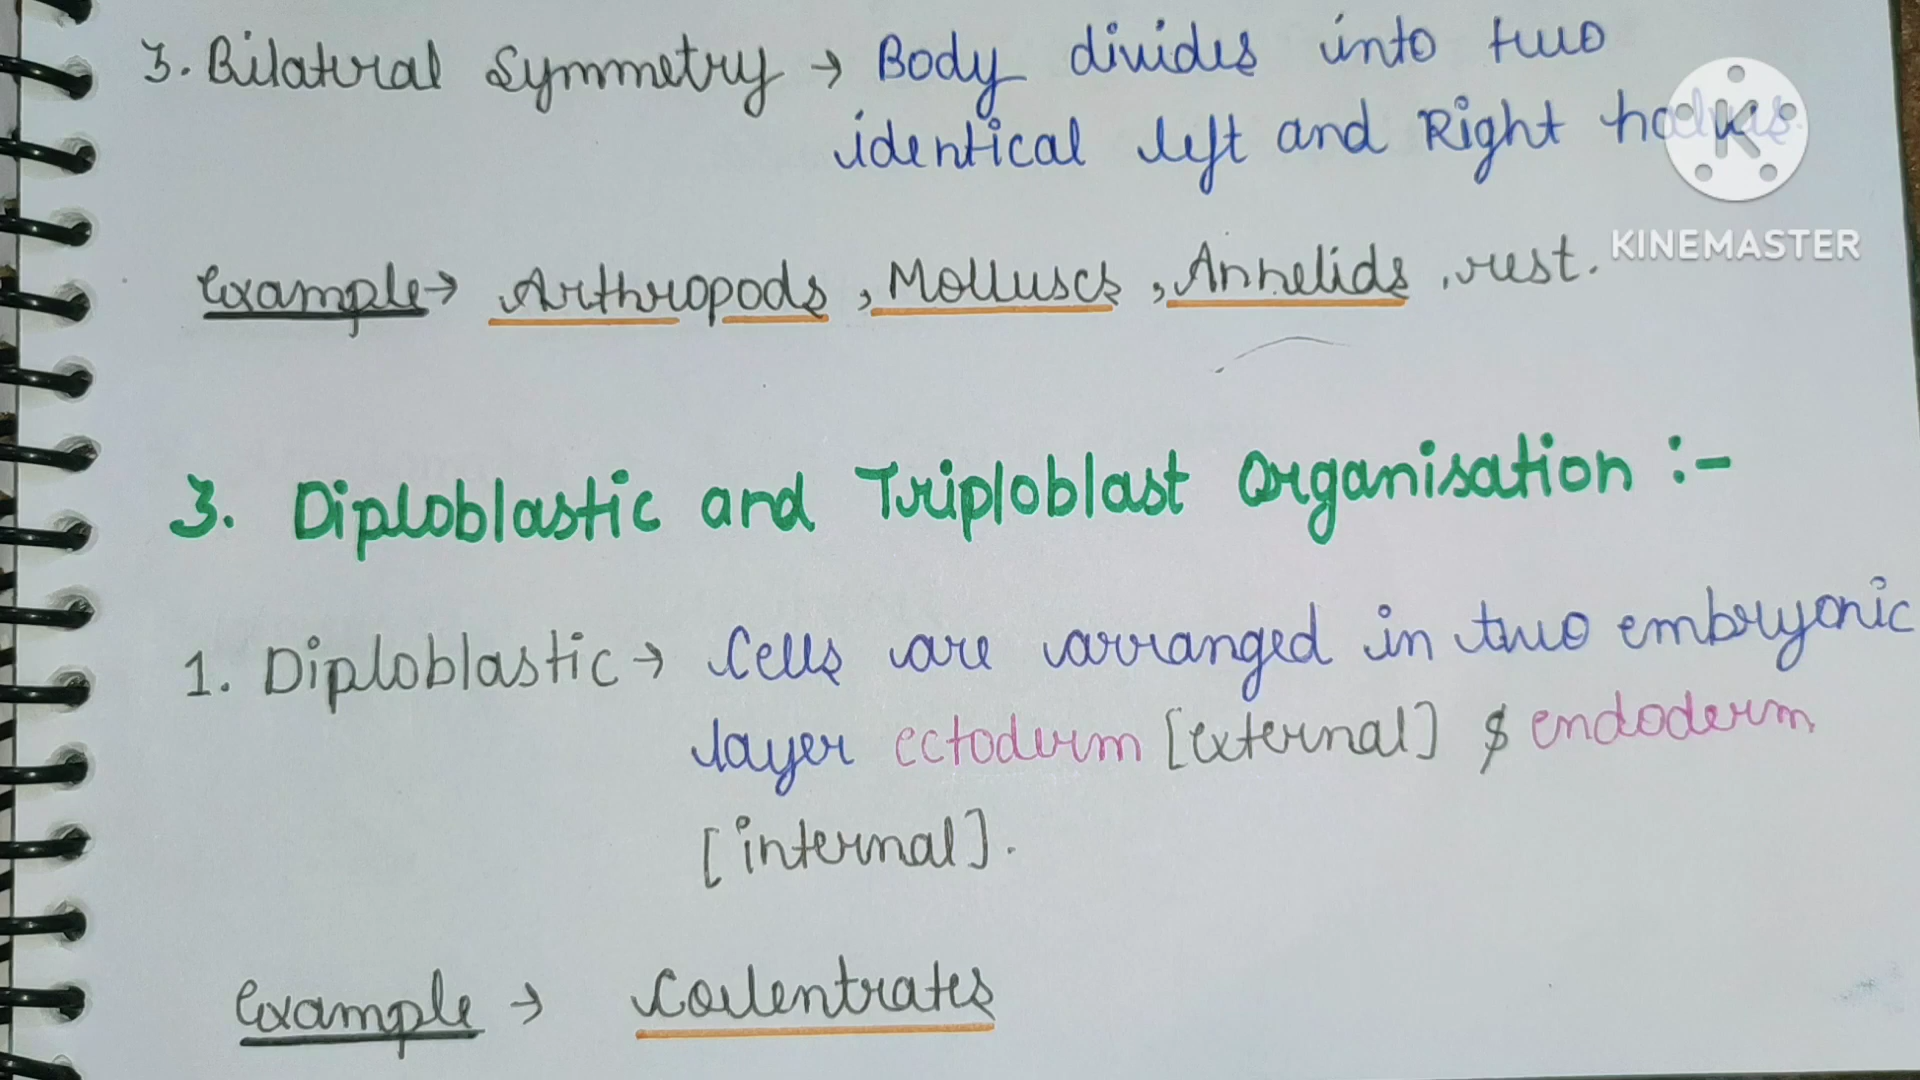 3. Bilateral Symmetry → Body divides into two
identical left and Right
KINEMASTER
Example → Arthropods, Molluscs, Annelids, rest.
3. Diploblastic and Triploblast Organisation :-
1. Diploblastic → Cells are arranged in two embryonic
layer ectoderm [external] $ endoderm
[internal].
Example → Coelentrates